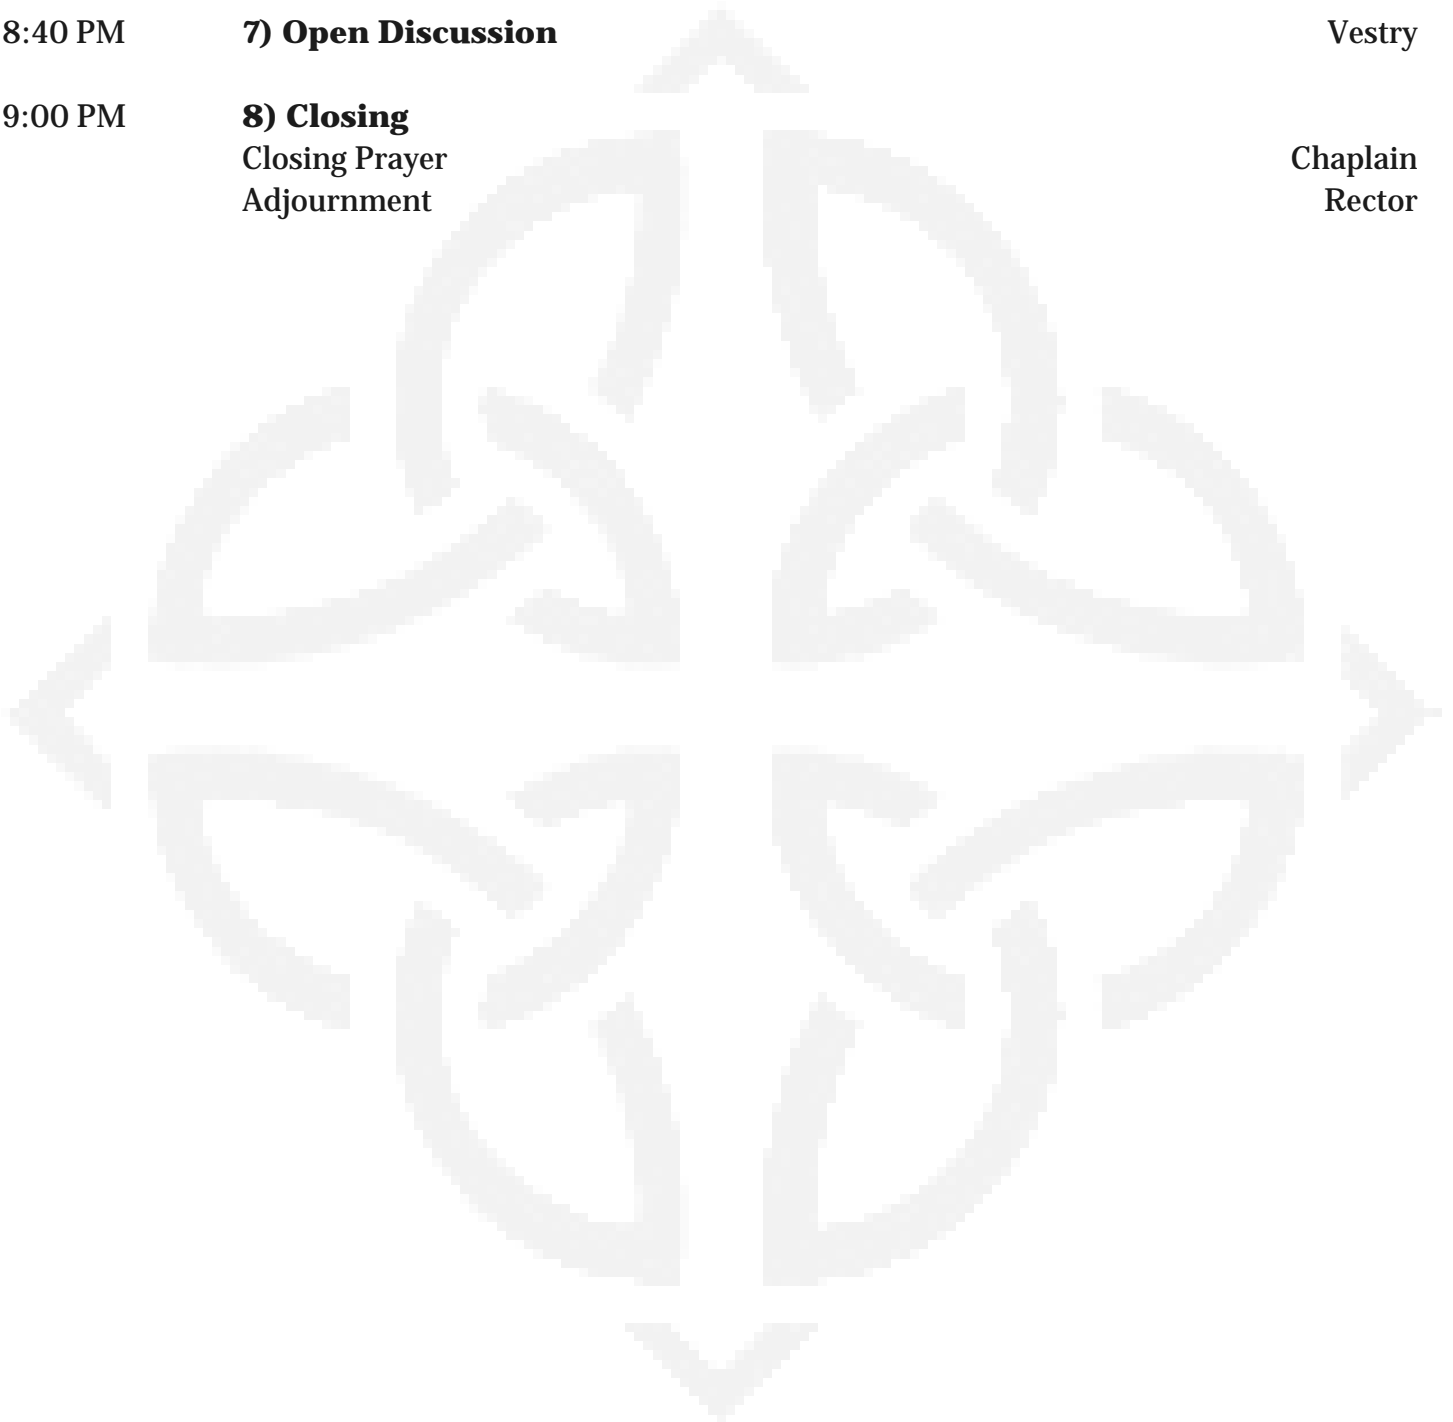 8:40 PM 7) Open Discussion Vestry
9:00 PM 8) Closing
Closing Prayer Chaplain
Adjournment Rector